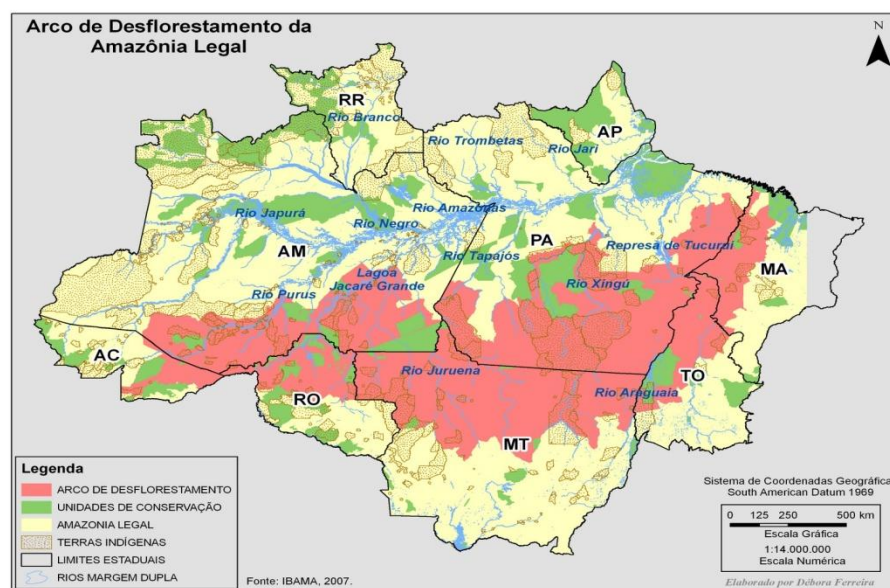 Arco de Desflorestamento da
Amazônia Legal
N
RR
Rio Branco
AP
Rio Trombetas
Rio Jari
Rio Japurá
Rio Negro
Rio Amazonas
AM
PA
Rio Tapajós
Represa de Tucuruí
MA
Lagoa
Jacaré Grande
Rio Purus
Rio Xingú
AC
RO
Rio Juruena
Rio Araguaia
TO
MT
Legenda
ARCO DE DESFLORESTAMENTO
UNIDADES DE CONSERVAÇÃO
AMAZONIA LEGAL
TERRAS INDÍGENAS
LIMITES ESTADUAIS
RIOS MARGEM DUPLA
Fonte: IBAMA, 2007.
Sistema de Coordenadas Geográfica
South American Datum 1969
0 125 250 500 km
Escala Gráfica
1:14.000.000
Escala Numérica
Elaborado por Débora Ferreira